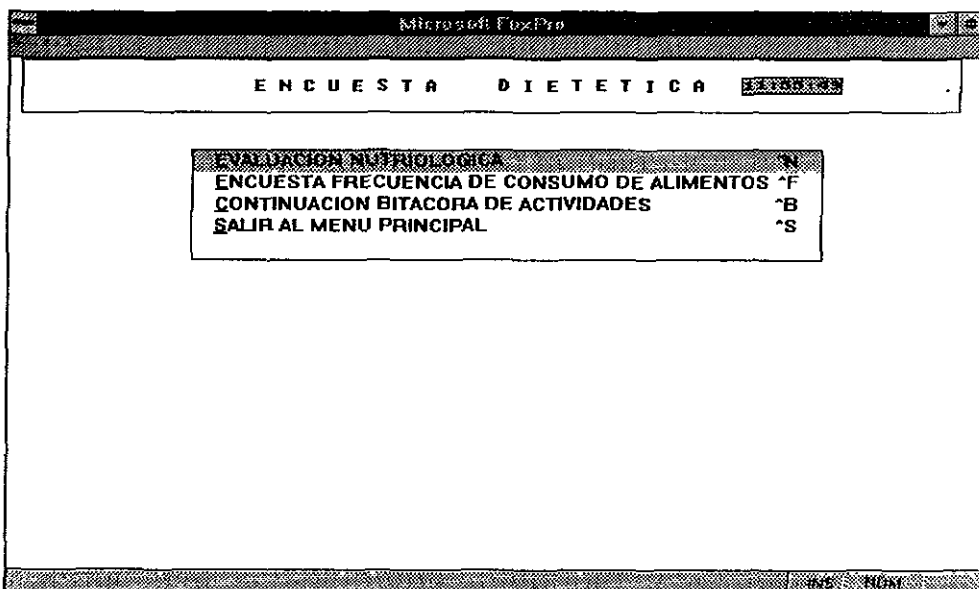 Microsoft FoxPro
E N C U E S T A D I E T E T I C A
EVALUACION NUTRIOLOGICA ^N
ENCUESTA FRECUENCIA DE CONSUMO DE ALIMENTOS ^F
CONTINUACION BITACORA DE ACTIVIDADES ^B
SALIR AL MENU PRINCIPAL ^S
INS NUM